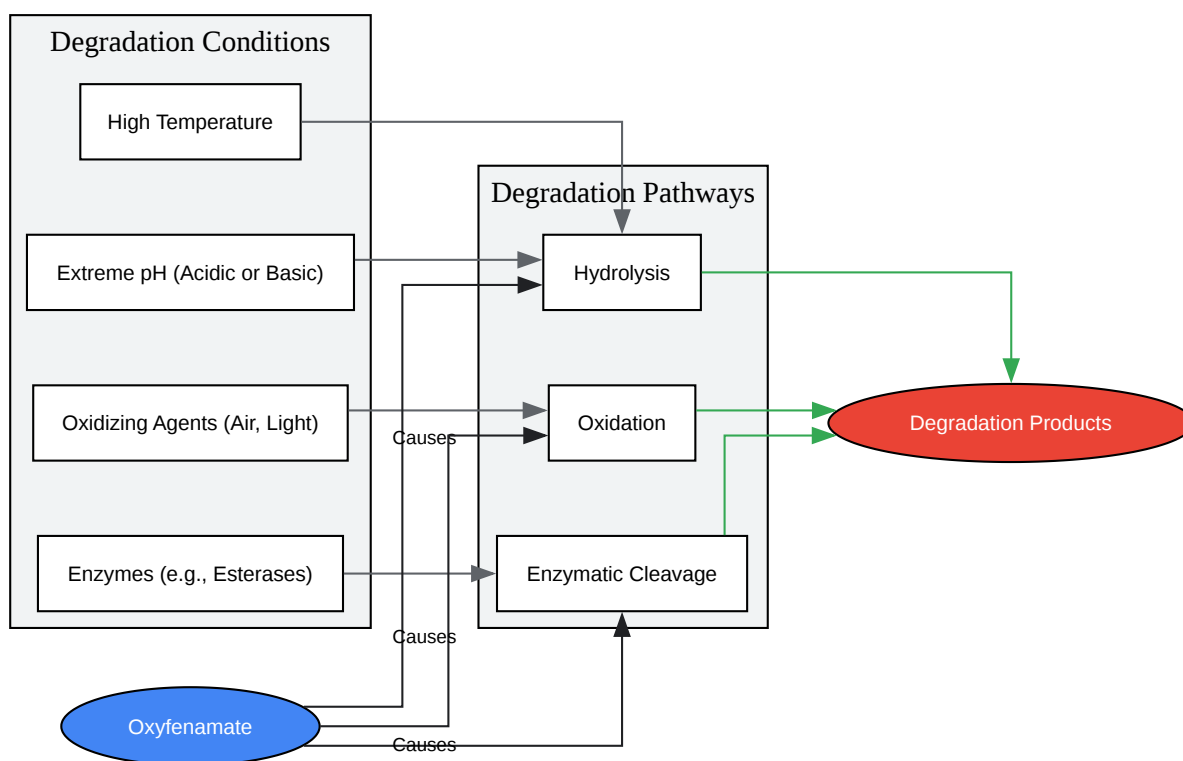 Degradation Conditions
High Temperature
Degradation Pathways
Extreme pH (Acidic or Basic)
Hydrolysis
Oxidizing Agents (Air, Light)
Causes
Oxidation
Degradation Products
Enzymes (e.g., Esterases)
Enzymatic Cleavage
Causes
Oxyfenamate
Causes